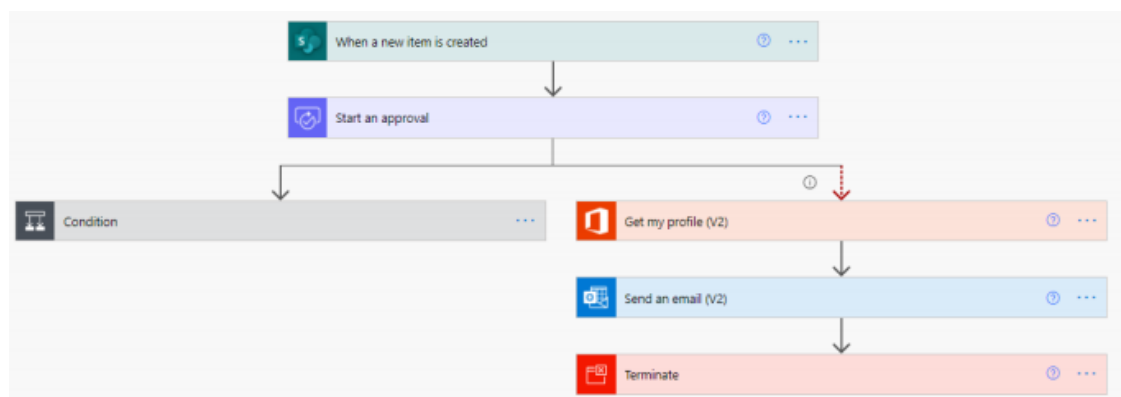 When a new item is created
Start an approval
Condition
Get my profile (V2)
Send an email (V2)
Terminate